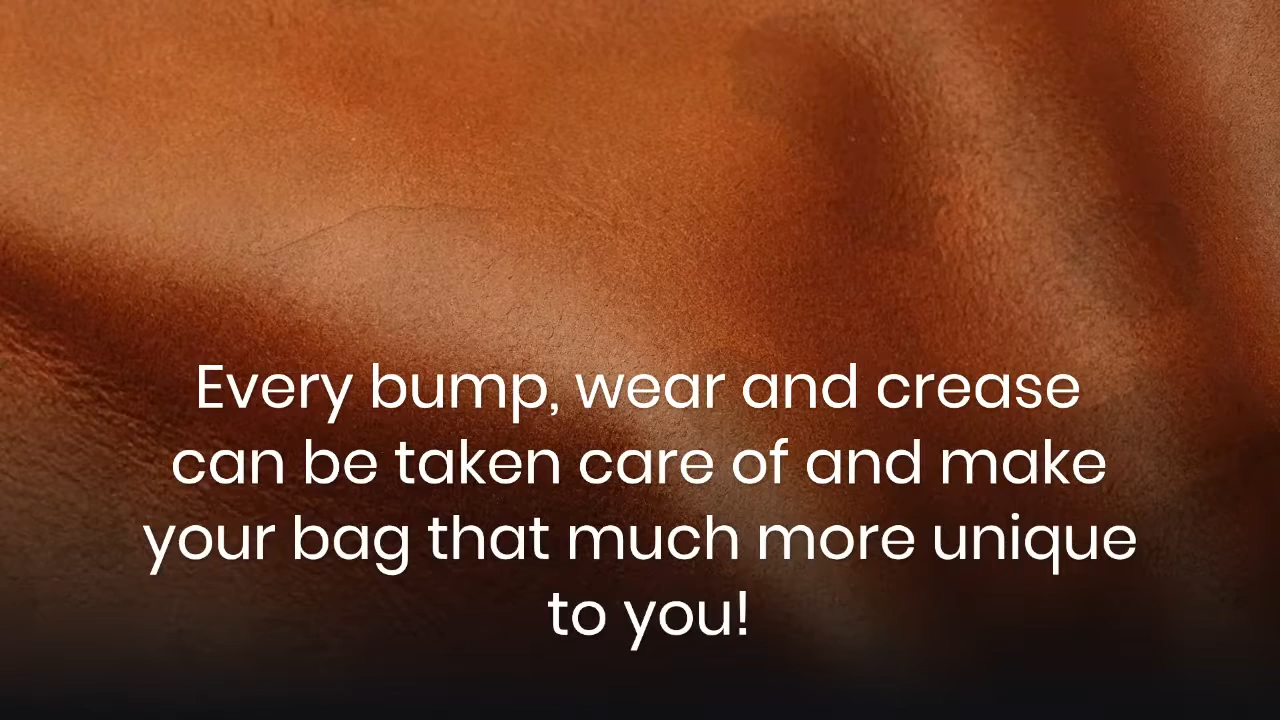 Every bump, wear and crease
can be taken care of and make
your bag that much more unique
to you!